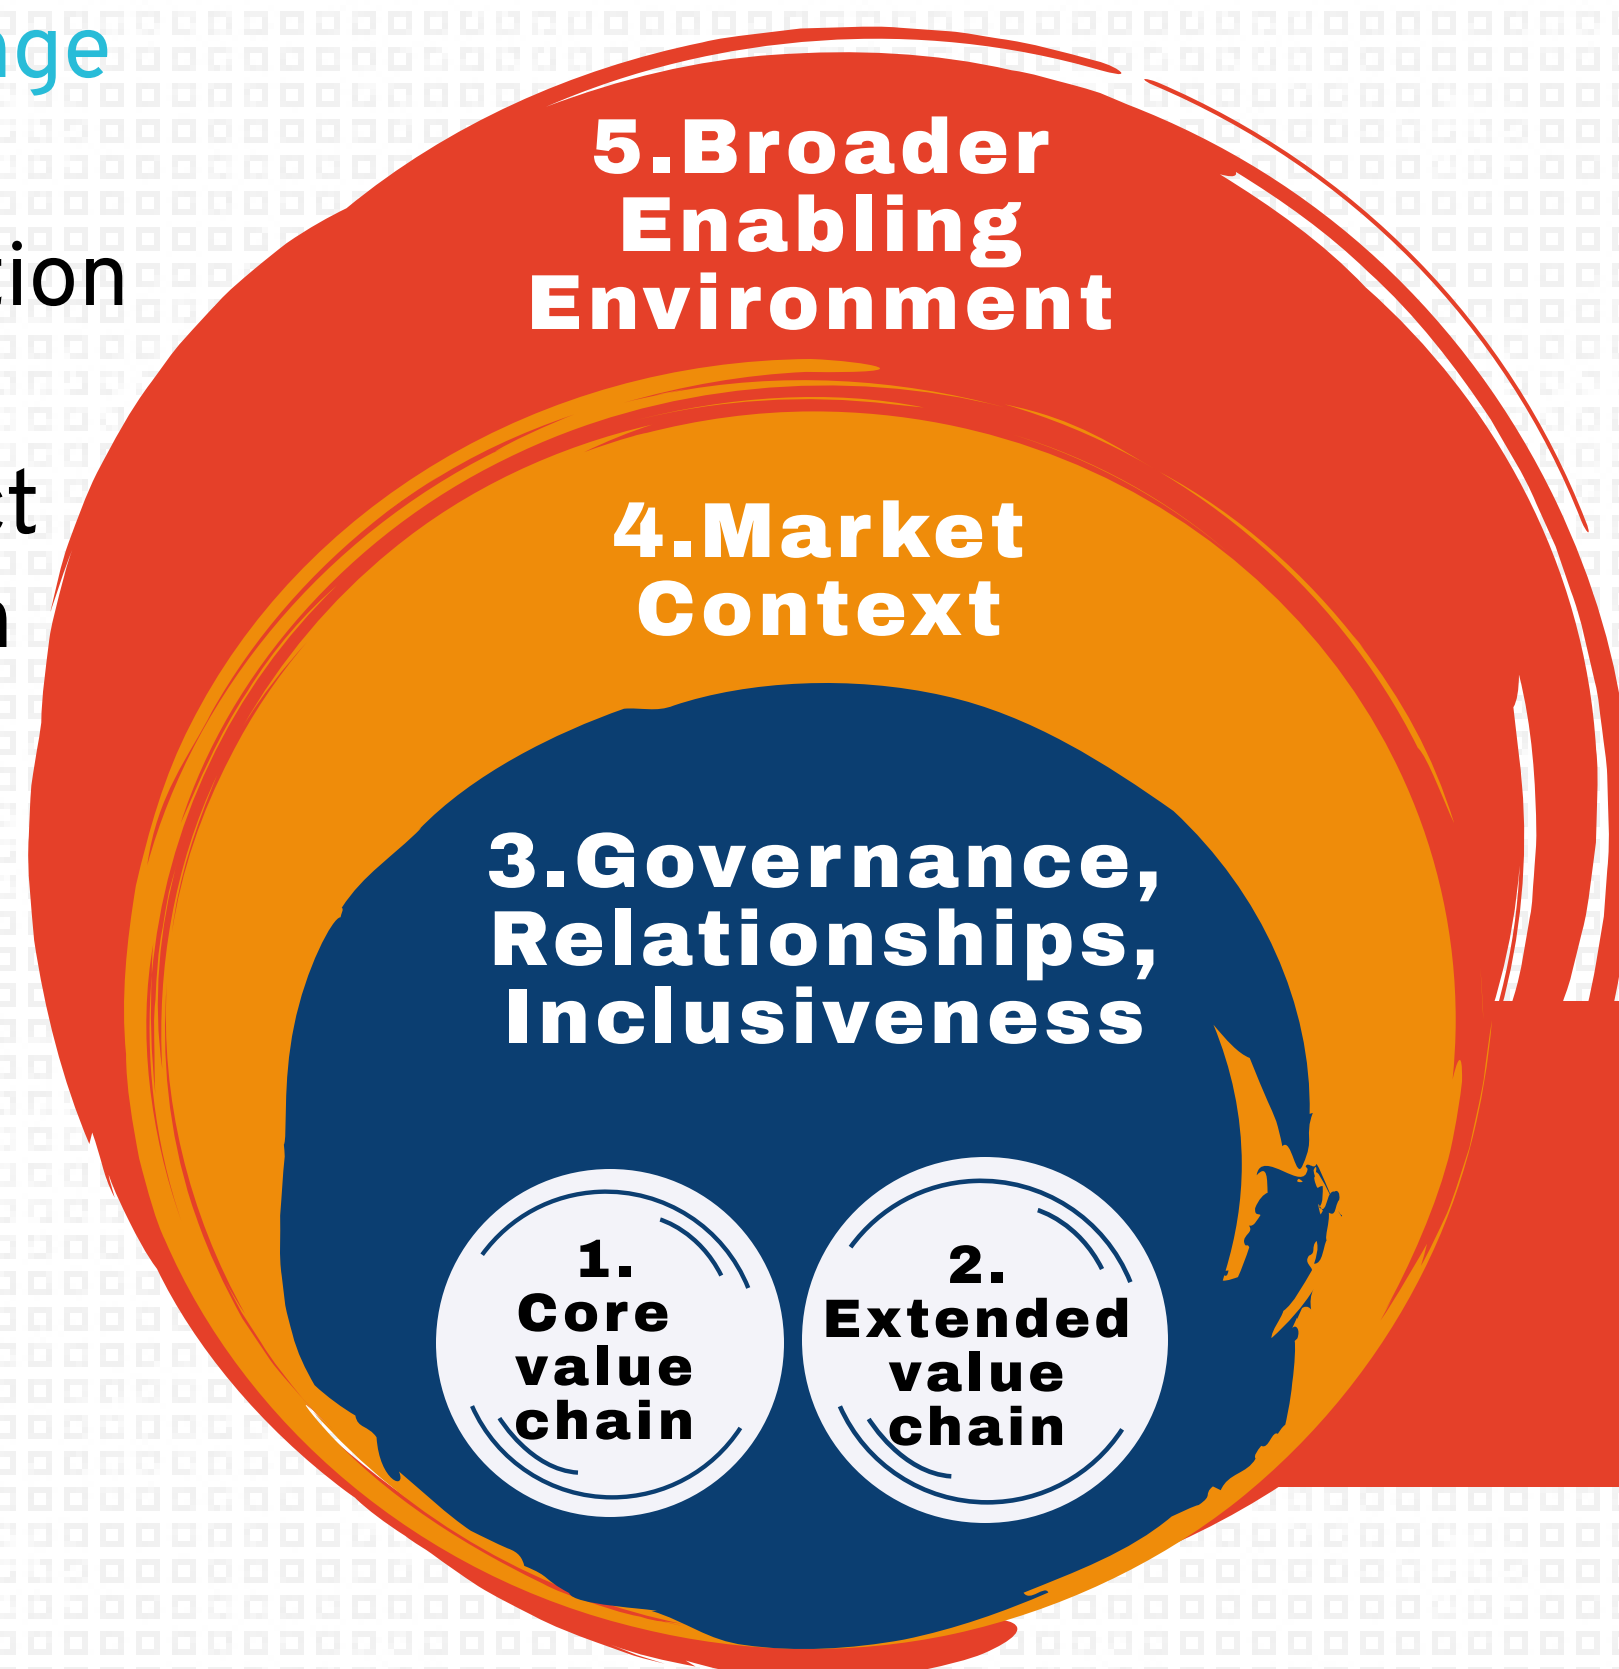 5.Broader
Enabling
Environment
4.Market
Context
3.Governance,
Relationships,
Inclusiveness
1.
Core
value
chain
2.
Extended
value
chain